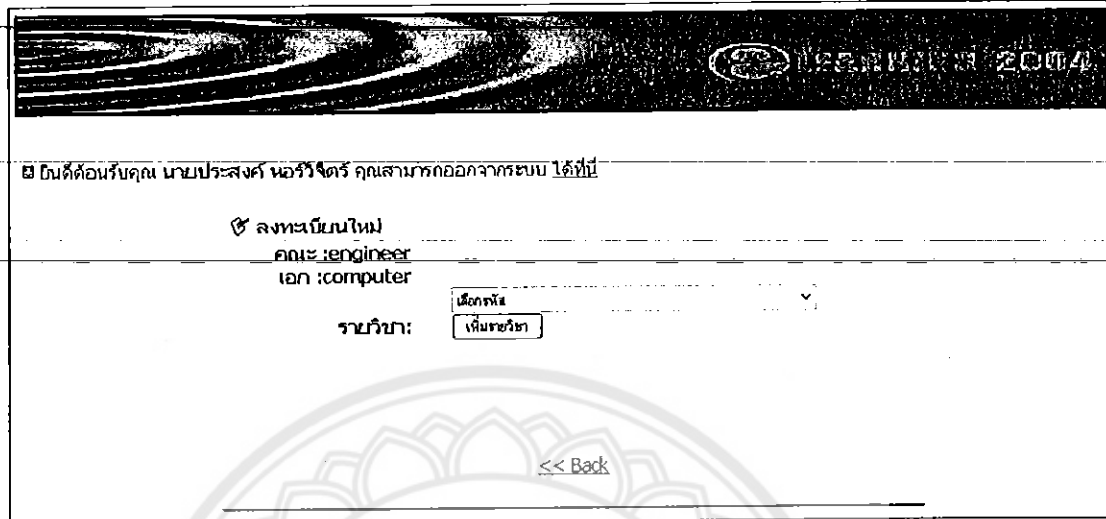 2004
ยินดีต้อนรับคุณ นายประสงค์ นอร์วิจิตร์ คุณสามารถออกจากระบบ ได้ที่นี่
ลงทะเบียนใหม่
คณะ :engineer
เอก :computer
เลือกรหัส
รายวิชา: เพิ่มรายวิชา
<< Back